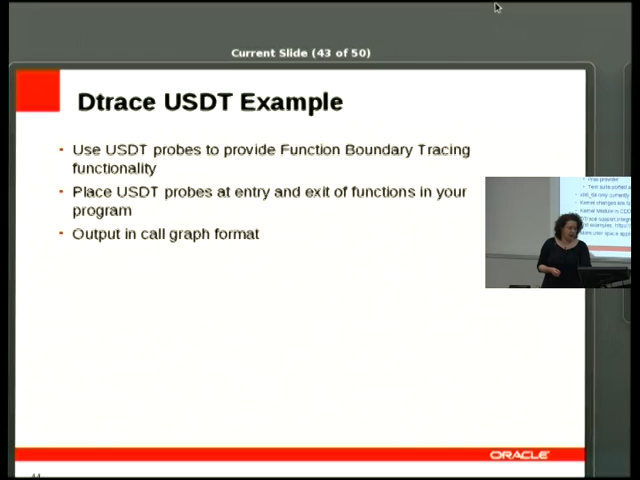 Current Slide (43 of 50)
Dtrace USDT Example
Use USDT probes to provide Function Boundary Tracing
functionality
Place USDT probes at entry and exit of functions in your
program
Output in call graph format
ORACLE